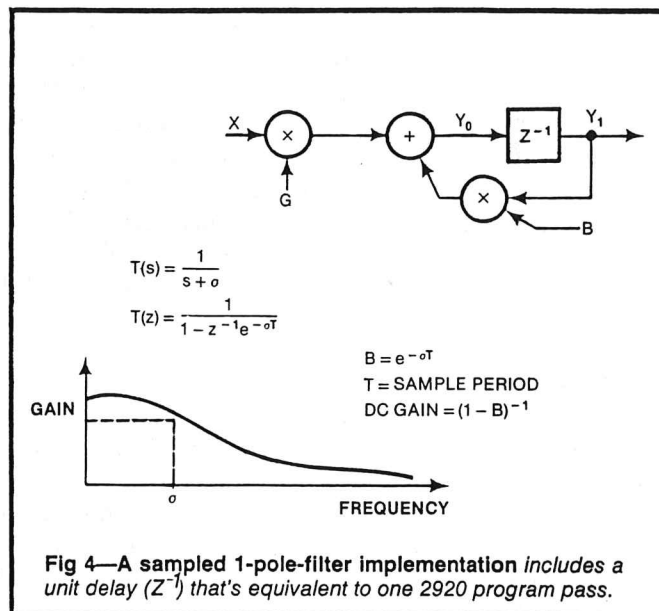 X
×
G
+
Y₀
Z⁻¹
Y₁
×
B
T(s) = 1 / (s + σ)
T(z) = 1 / (1 − z⁻¹e^−σT)
B = e^−σT
T = SAMPLE PERIOD
DC GAIN = (1 − B)⁻¹
GAIN
σ
FREQUENCY
Fig 4—A sampled 1-pole-filter implementation includes a
unit delay (Z⁻¹) that's equivalent to one 2920 program pass.